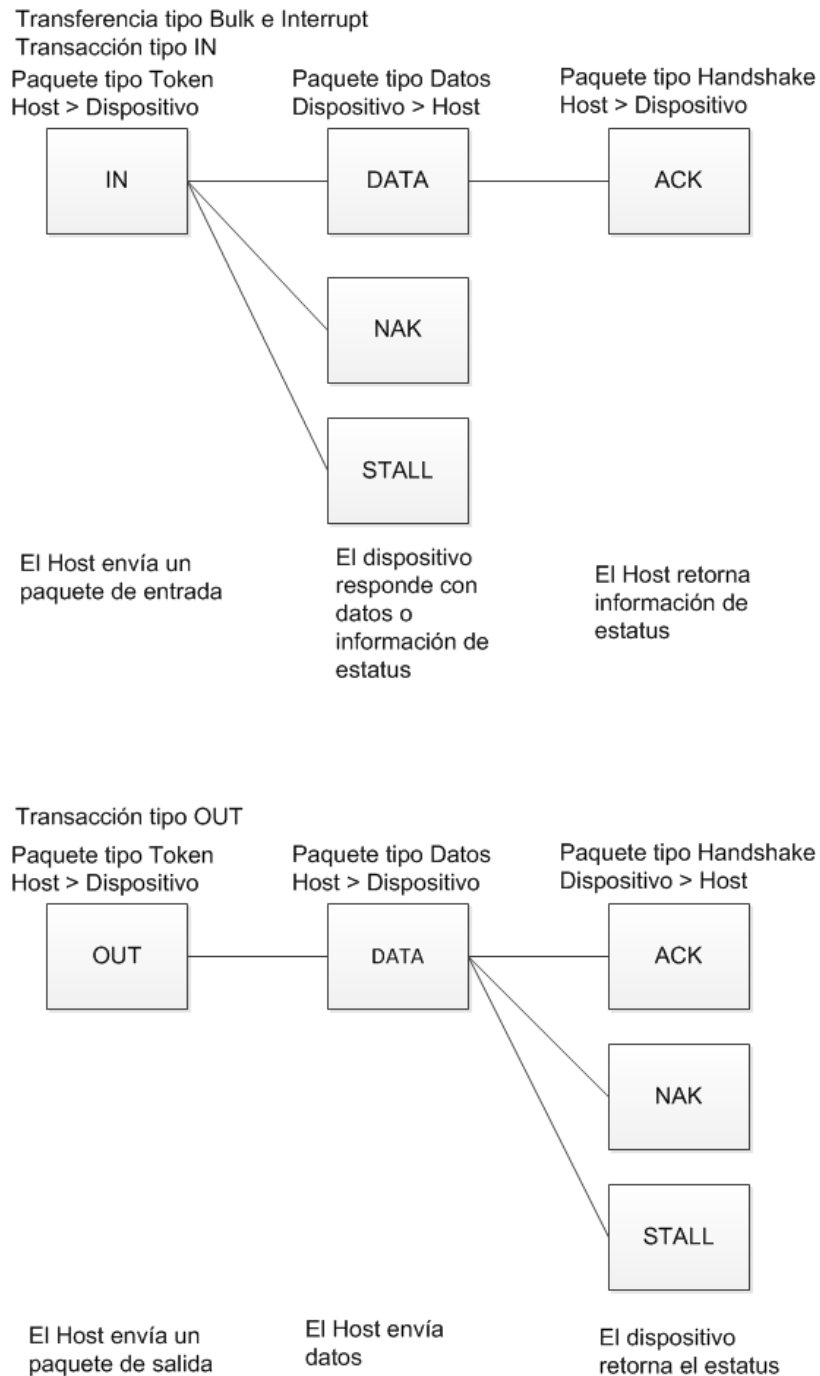 Transferencia tipo Bulk e Interrupt
Transacción tipo IN
Paquete tipo Token
Host > Dispositivo
Paquete tipo Datos
Dispositivo > Host
Paquete tipo Handshake
Host > Dispositivo
IN
DATA
ACK
NAK
STALL
El Host envía un
paquete de entrada
El dispositivo
responde con
datos o
información de
estatus
El Host retorna
información de
estatus
Transacción tipo OUT
Paquete tipo Token
Host > Dispositivo
Paquete tipo Datos
Host > Dispositivo
Paquete tipo Handshake
Dispositivo > Host
OUT
DATA
ACK
NAK
STALL
El Host envía un
paquete de salida
El Host envía
datos
El dispositivo
retorna el estatus